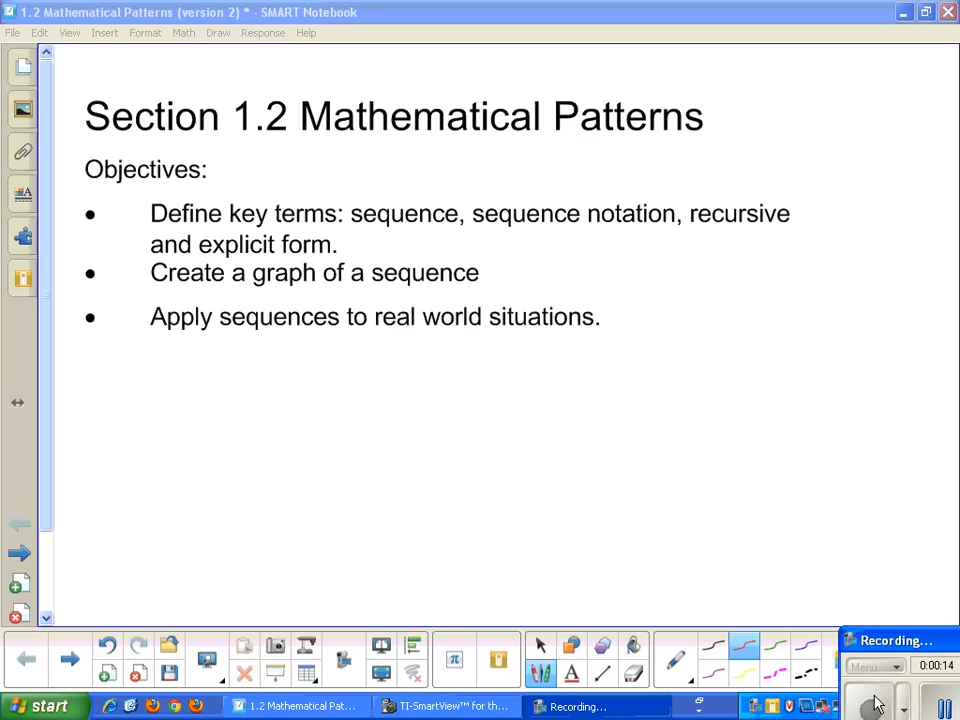 1.2 Mathematical Patterns (version 2) * - SMART Notebook
File Edit View Insert Format Math Draw Response Help
Section 1.2 Mathematical Patterns
Objectives:
• Define key terms: sequence, sequence notation, recursive
and explicit form.
• Create a graph of a sequence
• Apply sequences to real world situations.
Recording...
Menu 0:00:14
start 1.2 Mathematical Pat... TI-SmartView™ for th... Recording...